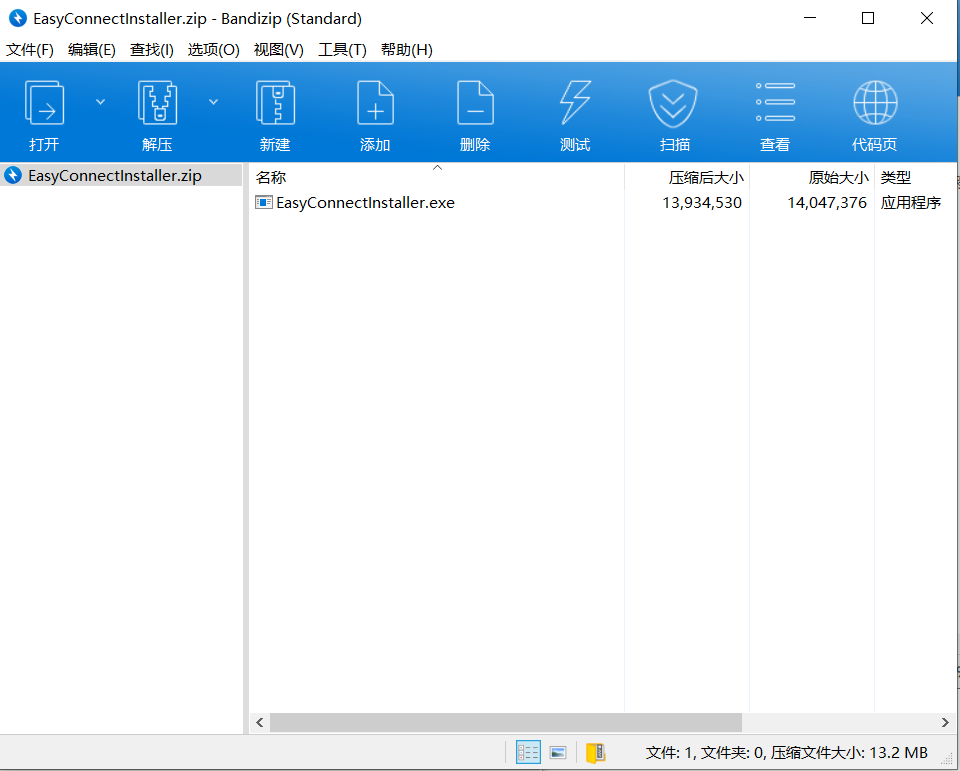 EasyConnectInstaller.zip - Bandizip (Standard)
文件(F) 编辑(E) 查找(I) 选项(O) 视图(V) 工具(T) 帮助(H)
打开 解压 新建 添加 删除 测试 扫描 查看 代码页
EasyConnectInstaller.zip
名称 压缩后大小 原始大小 类型
EasyConnectInstaller.exe 13,934,530 14,047,376 应用程序
文件: 1, 文件夹: 0, 压缩文件大小: 13.2 MB